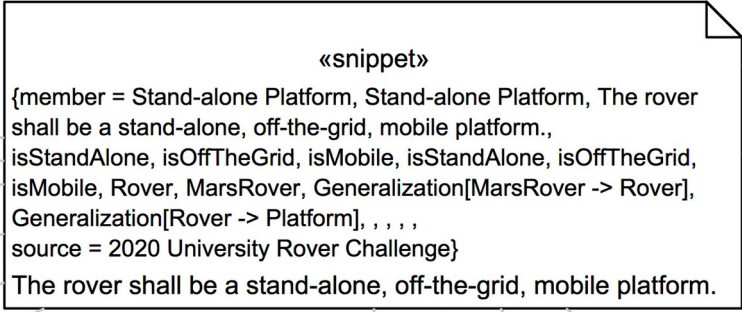 «snippet»
{member = Stand-alone Platform, Stand-alone Platform, The rover
shall be a stand-alone, off-the-grid, mobile platform.,
isStandAlone, isOffTheGrid, isMobile, isStandAlone, isOffTheGrid,
isMobile, Rover, MarsRover, Generalization[MarsRover -> Rover],
Generalization[Rover -> Platform], , , , ,
source = 2020 University Rover Challenge}
The rover shall be a stand-alone, off-the-grid, mobile platform.